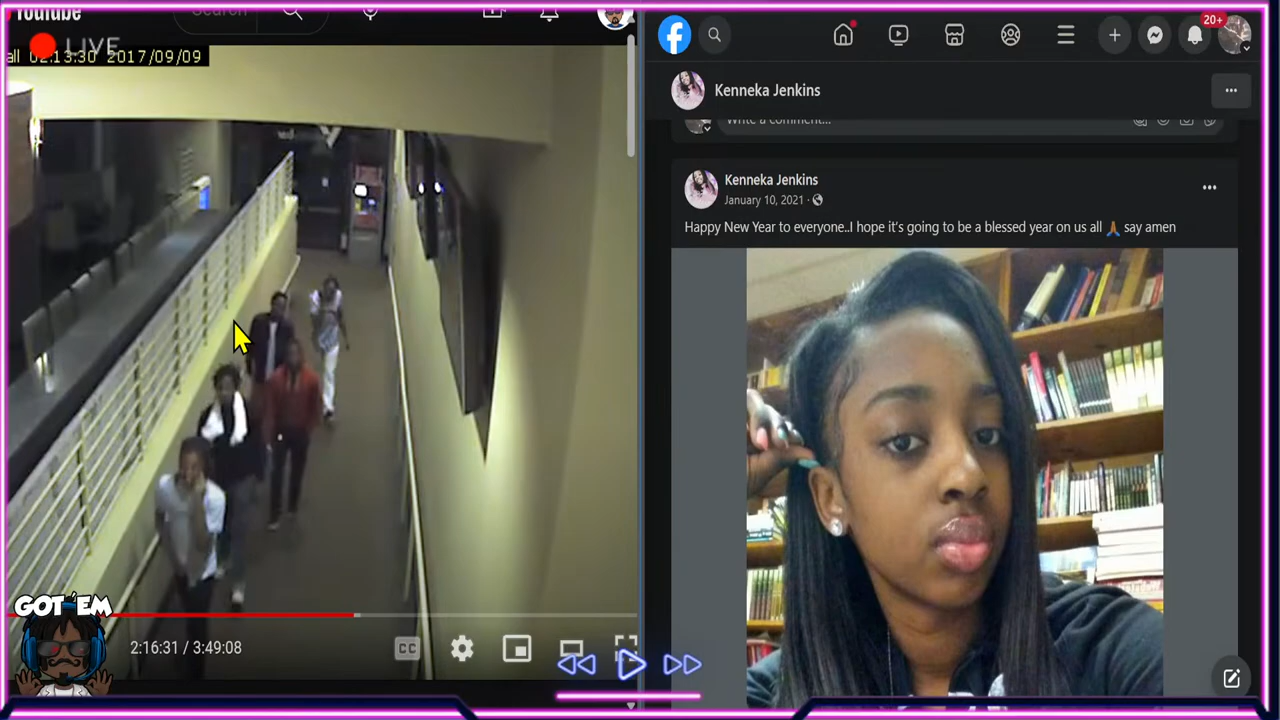 YouTube
Search
LIVE
all 02:13:30 2017/09/09
GOT 'EM
2:16:31 / 3:49:08
CC
20+
Kenneka Jenkins
Write a comment...
Kenneka Jenkins
January 10, 2021 ·
Happy New Year to everyone..I hope it's going to be a blessed year on us all 🙏 say amen